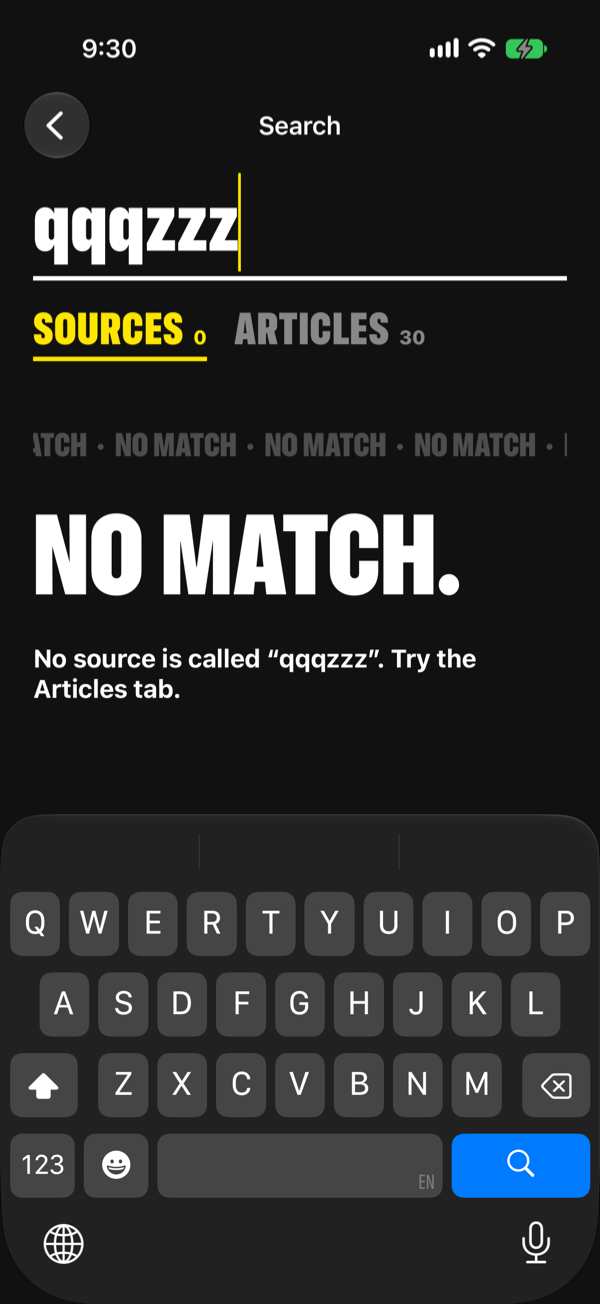 9:30
Search
qqqzzz
SOURCES 0 ARTICLES 30
ATCH · NO MATCH · NO MATCH · NO MATCH ·
NO MATCH.
No source is called “qqqzzz”. Try the
Articles tab.
Q W E R T Y U I O P
A S D F G H J K L
Z X C V B N M
123 EN